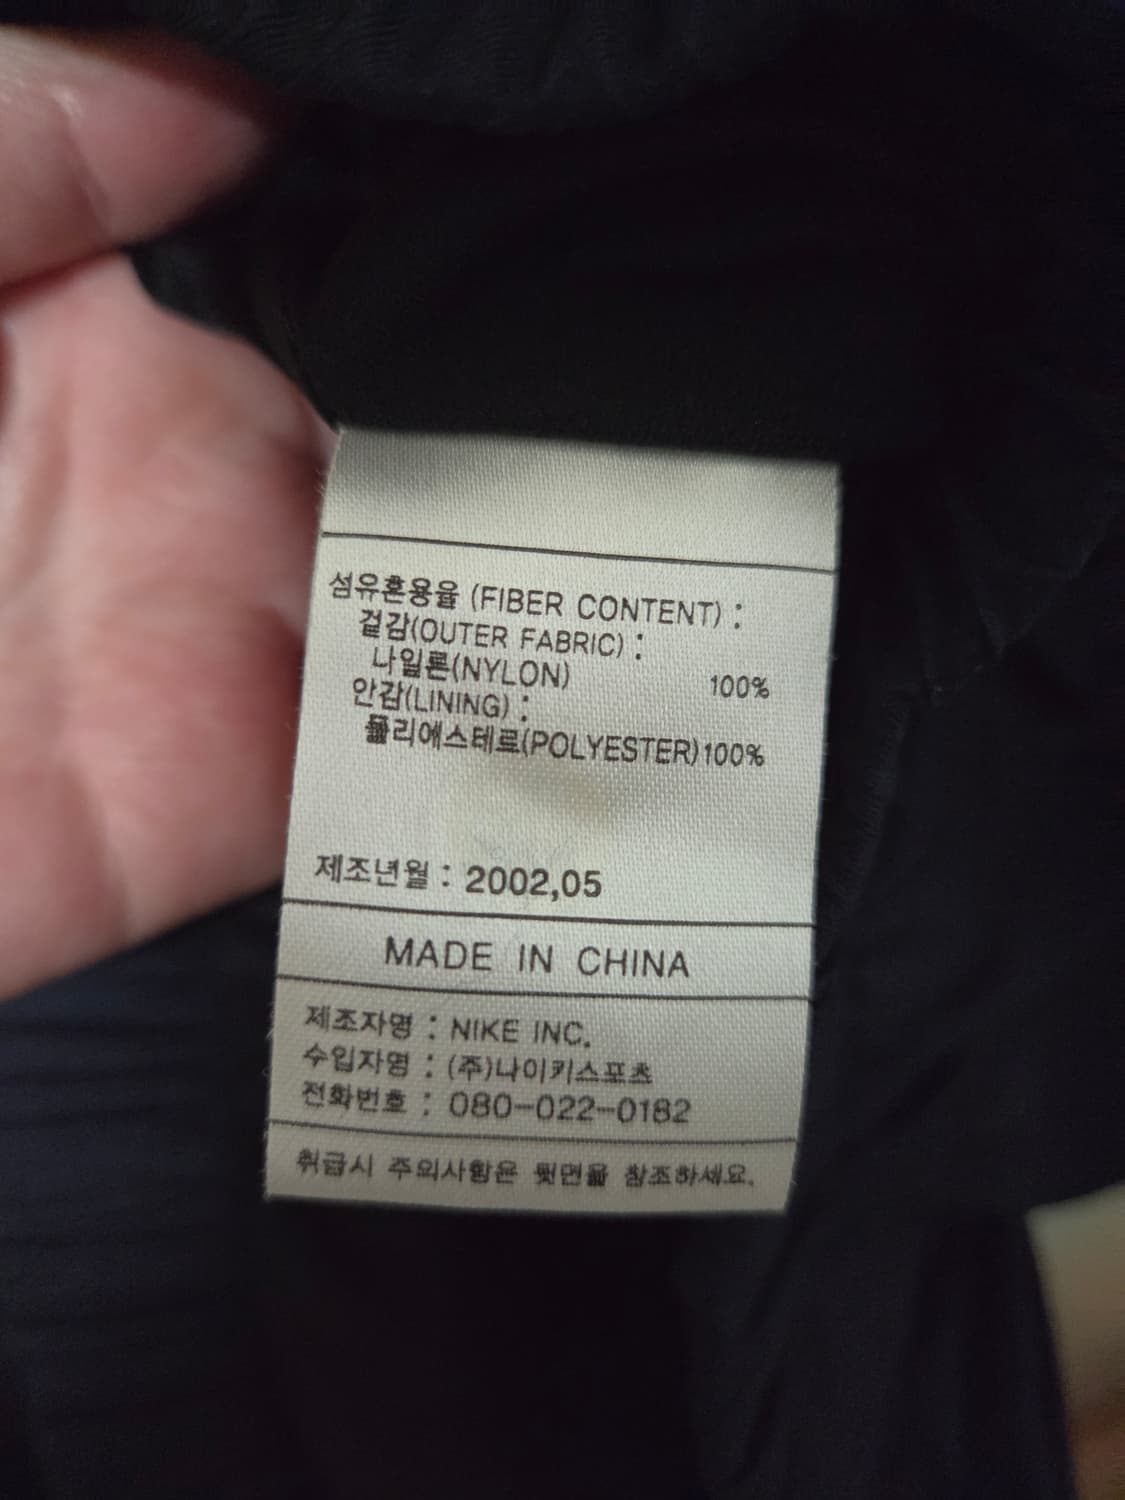 섬유혼용율 (FIBER CONTENT) :
겉감(OUTER FABRIC) :
나일론(NYLON) 100%
안감(LINING) :
폴리에스테르(POLYESTER)100%
제조년월 : 2002,05
MADE IN CHINA
제조자명 : NIKE INC.
수입자명 : (주)나이키스포츠
전화번호 : 080-022-0182
취급시 주의사항은 뒷면을 참조하세요.